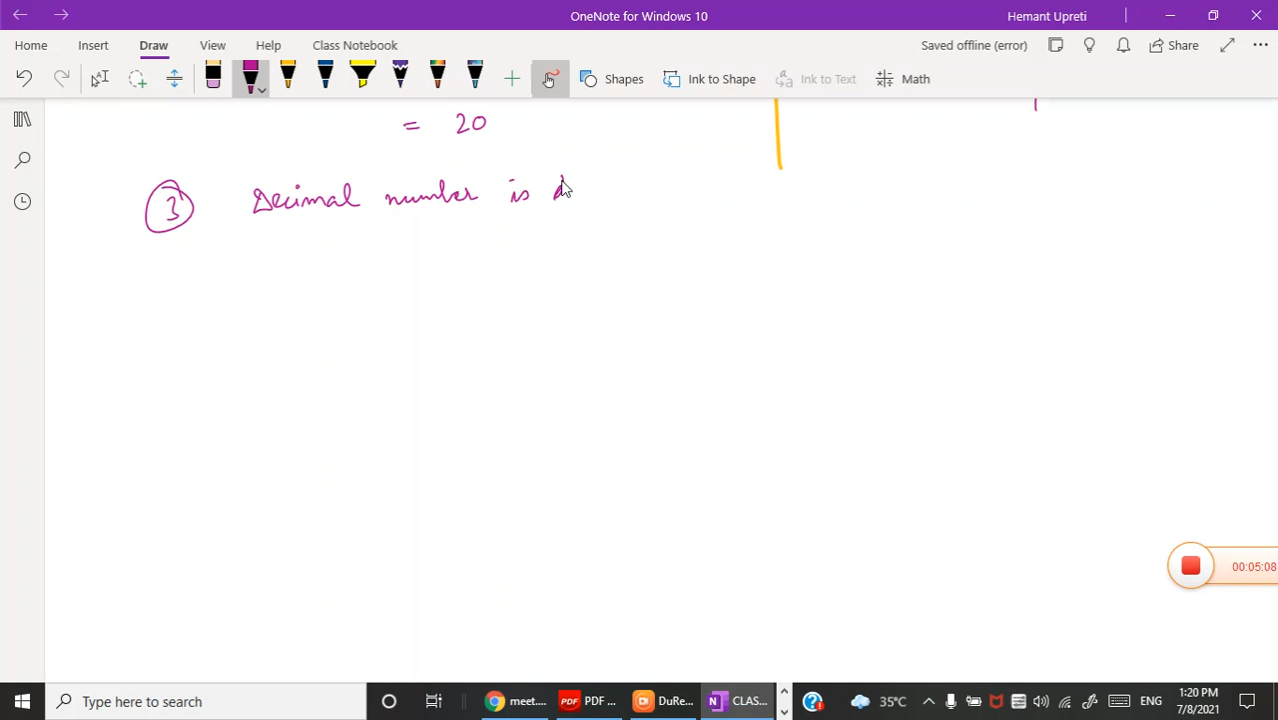 OneNote for Windows 10
Hemant Upreti
Home Insert Draw View Help Class Notebook
Saved offline (error) Share
Shapes Ink to Shape Ink to Text Math
= 20
3 Decimal number is
00:05:08
Type here to search
meet.... PDF ... DuRe... CLAS... 35°C ENG
1:20 PM
7/8/2021